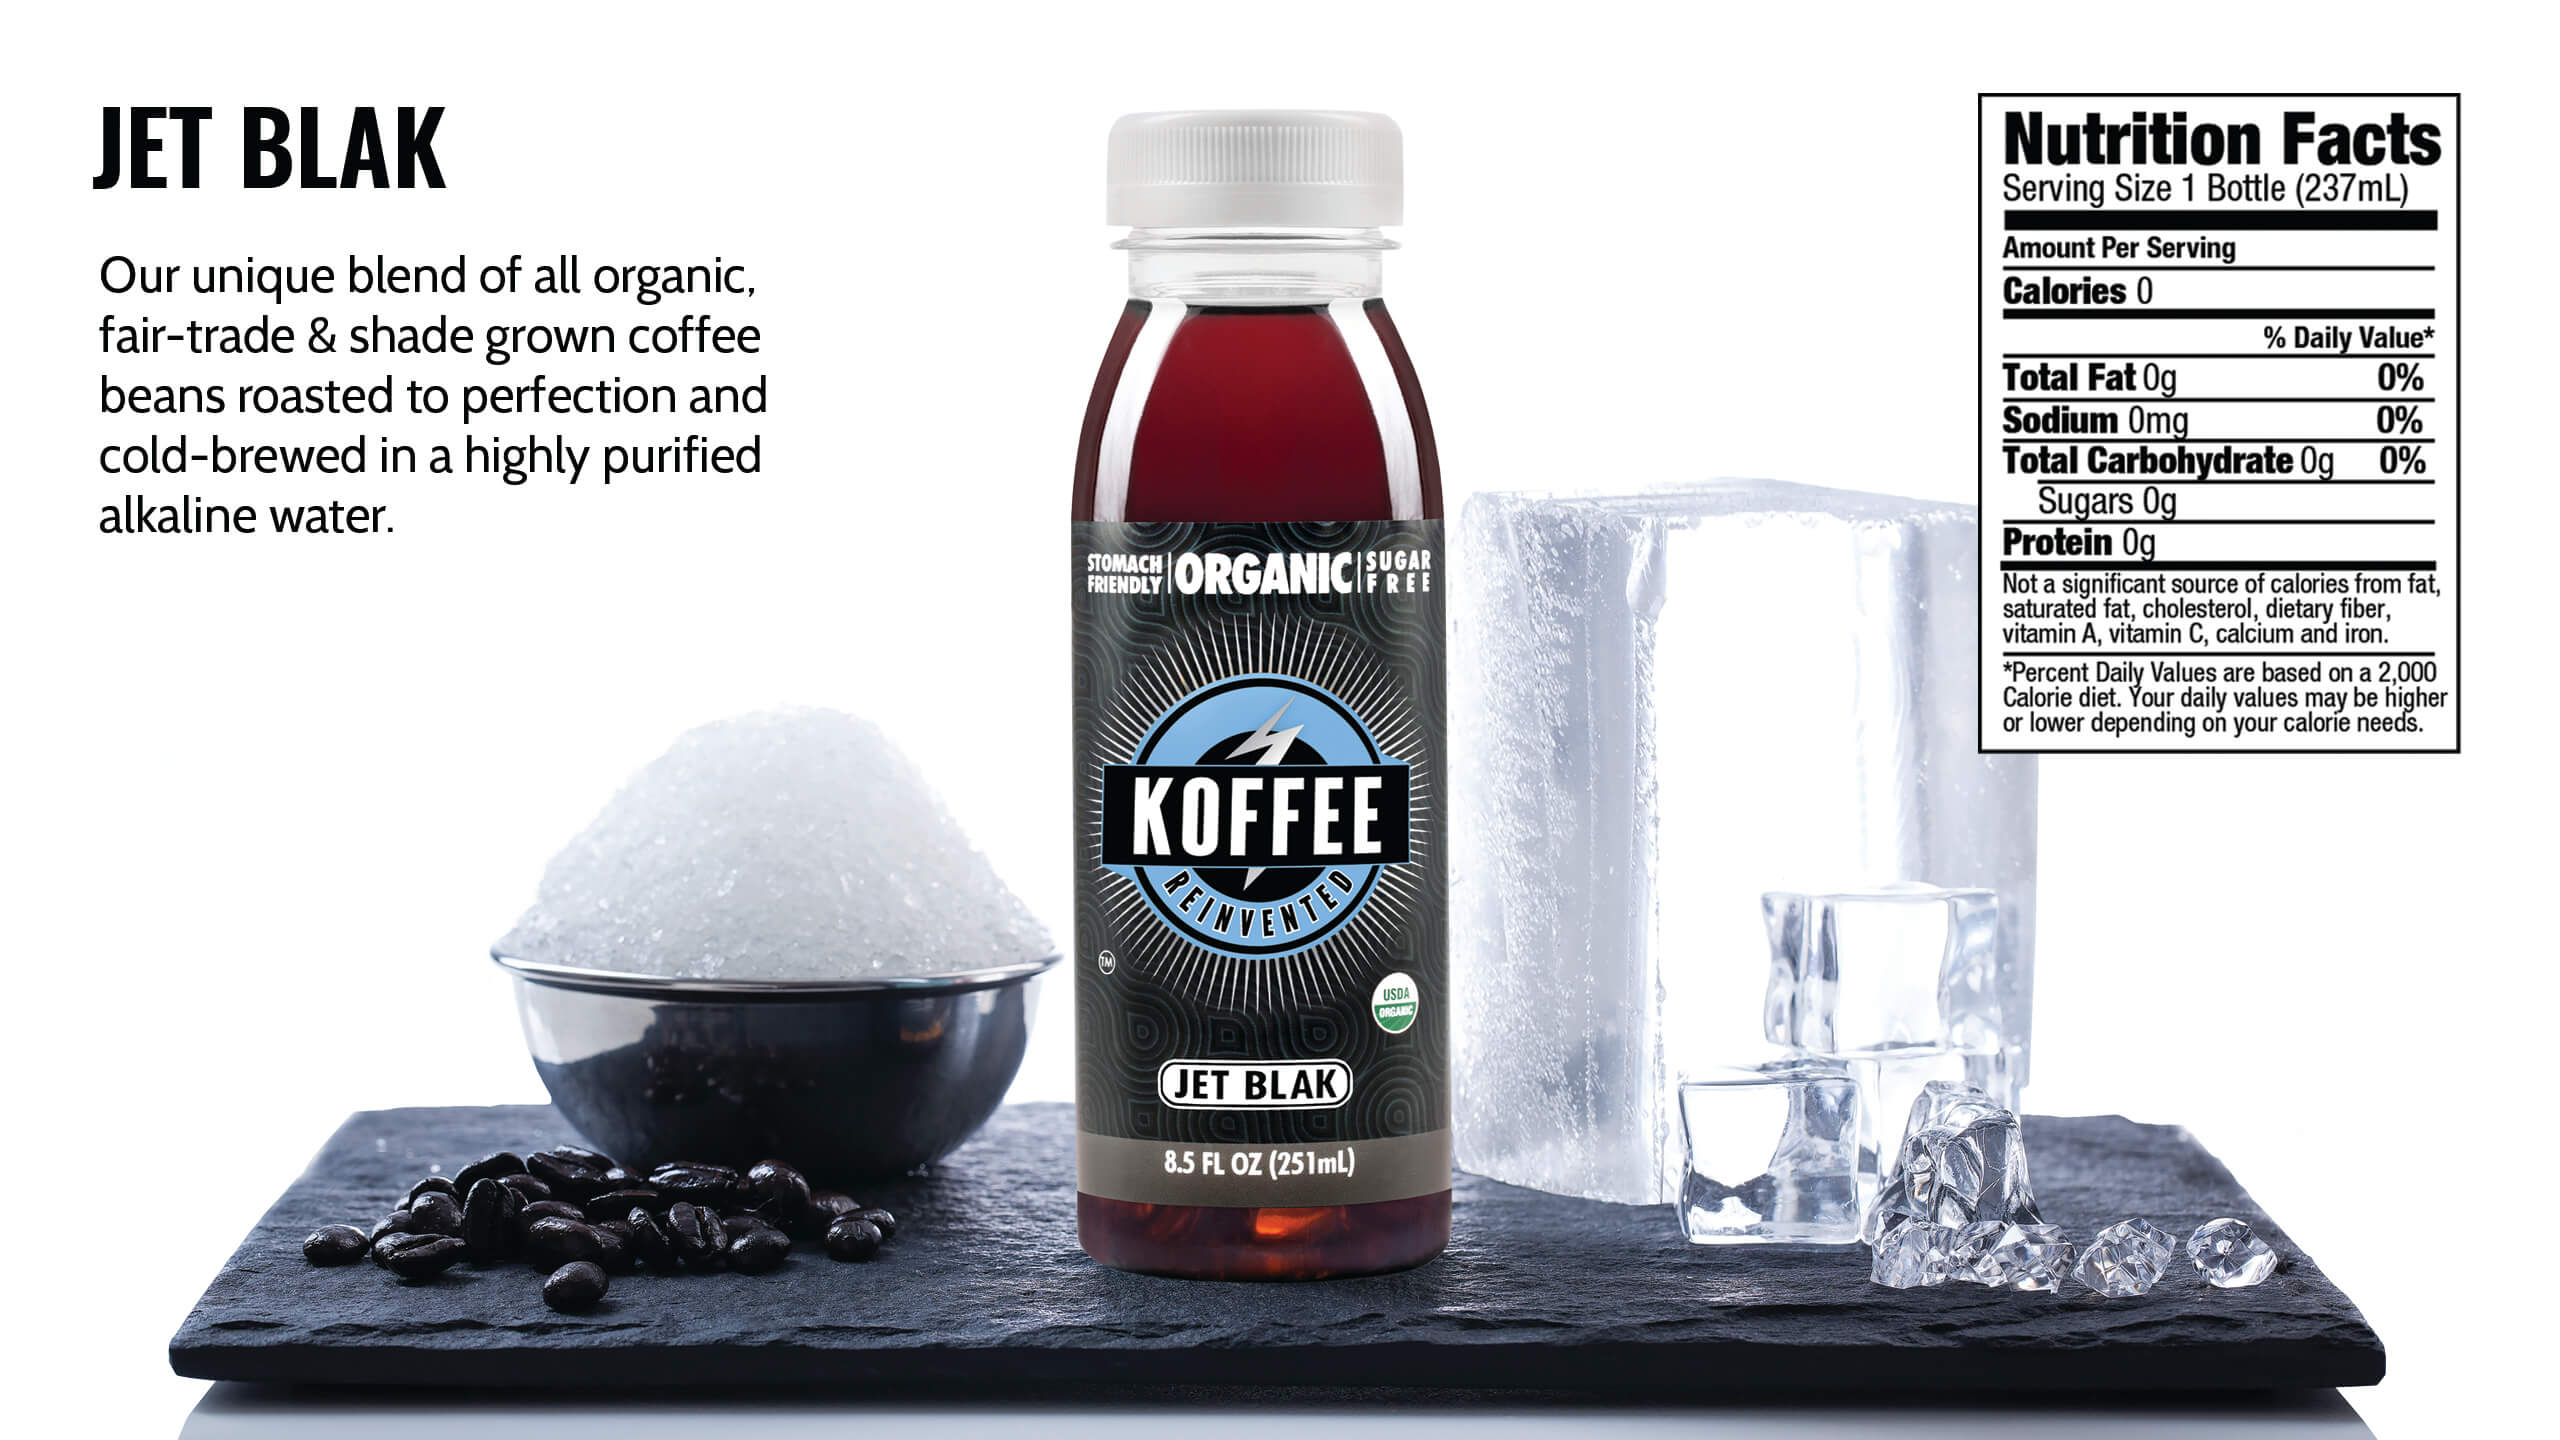 JET BLAK
Our unique blend of all organic,
fair-trade & shade grown coffee
beans roasted to perfection and
cold-brewed in a highly purified
alkaline water.
STOMACH FRIENDLY | ORGANIC | SUGAR FREE
KOFFEE
REINVENTED
TM
USDA
ORGANIC
JET BLAK
8.5 FL OZ (251mL)
Nutrition Facts
Serving Size 1 Bottle (237mL)
Amount Per Serving
Calories 0
% Daily Value*
Total Fat 0g 0%
Sodium 0mg 0%
Total Carbohydrate 0g 0%
Sugars 0g
Protein 0g
Not a significant source of calories from fat,
saturated fat, cholesterol, dietary fiber,
vitamin A, vitamin C, calcium and iron.
*Percent Daily Values are based on a 2,000
Calorie diet. Your daily values may be higher
or lower depending on your calorie needs.